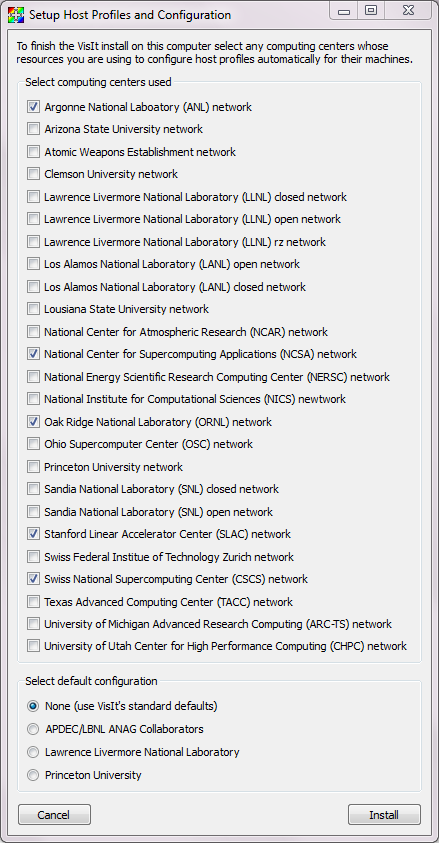 Setup Host Profiles and Configuration
To finish the VisIt install on this computer select any computing centers whose
resources you are using to configure host profiles automatically for their machines.
Select computing centers used
Argonne National Laboatory (ANL) network
Arizona State University network
Atomic Weapons Establishment network
Clemson University network
Lawrence Livermore National Laboratory (LLNL) closed network
Lawrence Livermore National Laboratory (LLNL) open network
Lawrence Livermore National Laboratory (LLNL) rz network
Los Alamos National Laboratory (LANL) open network
Los Alamos National Laboratory (LANL) closed network
Lousiana State University network
National Center for Atmospheric Research (NCAR) network
National Center for Supercomputing Applications (NCSA) network
National Energy Scientific Research Computing Center (NERSC) network
National Institute for Computational Sciences (NICS) newtwork
Oak Ridge National Laboratory (ORNL) network
Ohio Supercomputer Center (OSC) network
Princeton University network
Sandia National Laboratory (SNL) closed network
Sandia National Laboratory (SNL) open network
Stanford Linear Accelerator Center (SLAC) network
Swiss Federal Institue of Technology Zurich network
Swiss National Supercomputing Center (CSCS) network
Texas Advanced Computing Center (TACC) network
University of Michigan Advanced Research Computing (ARC-TS) network
University of Utah Center for High Performance Computing (CHPC) network
Select default configuration
None (use VisIt's standard defaults)
APDEC/LBNL ANAG Collaborators
Lawrence Livermore National Laboratory
Princeton University
Cancel
Install